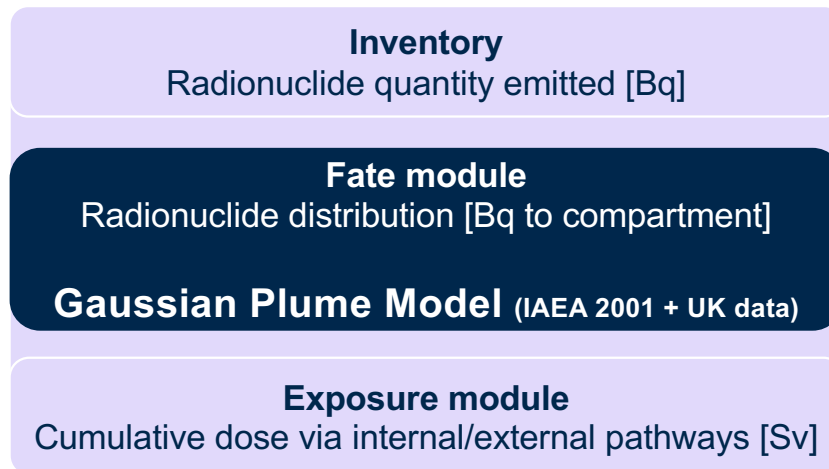 Inventory
Radionuclide quantity emitted [Bq]
Fate module
Radionuclide distribution [Bq to compartment]
Gaussian Plume Model (IAEA 2001 + UK data)
Exposure module
Cumulative dose via internal/external pathways [Sv]